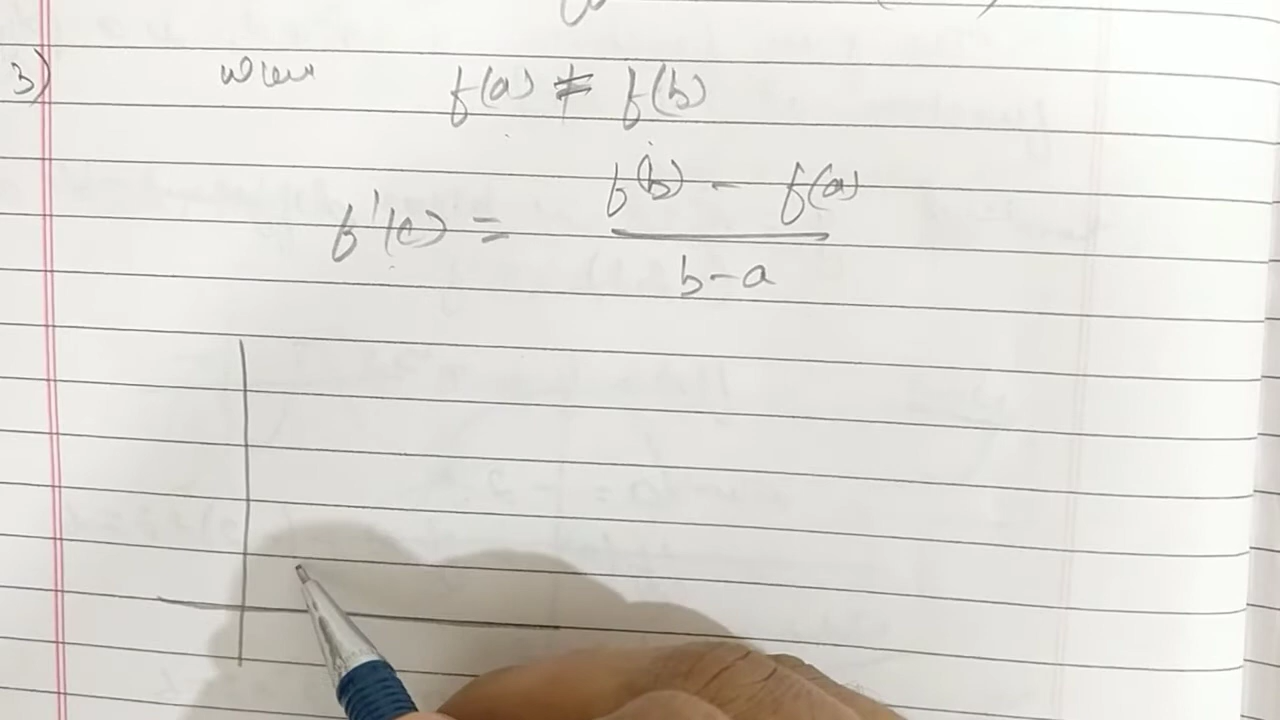 3) when f(a) ≠ f(b)
f'(c) = f(b) - f(a)
b-a